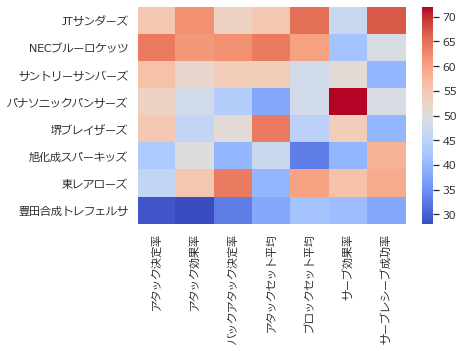 JTサンダーズ
NECブルーロケッツ
サントリーサンバーズ
パナソニックパンサーズ
堺ブレイザーズ
旭化成スパーキッズ
東レアローズ
豊田合成トレフェルサ
アタック決定率
アタック効果率
バックアタック決定率
アタックセット平均
ブロックセット平均
サーブ効果率
サーブレシーブ成功率
70
65
60
55
50
45
40
35
30